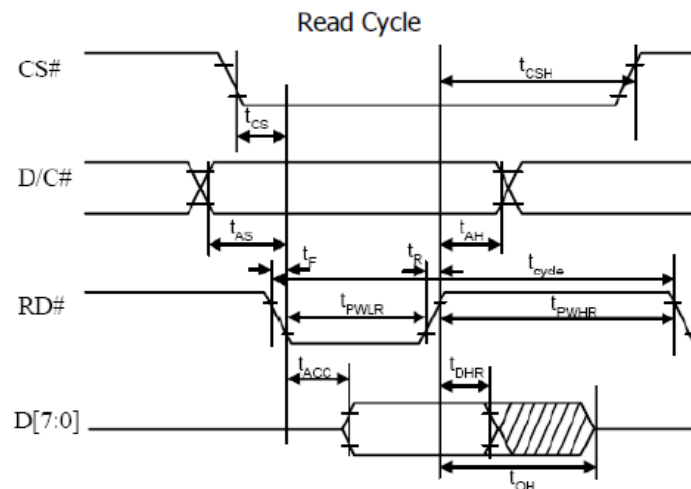 Read Cycle
CS#
tCSH
tCS
D/C#
tAS
tF
tR
tAH
tcycle
RD#
tPWLR
tPWHR
tACC
tDHR
D[7:0]
tOH